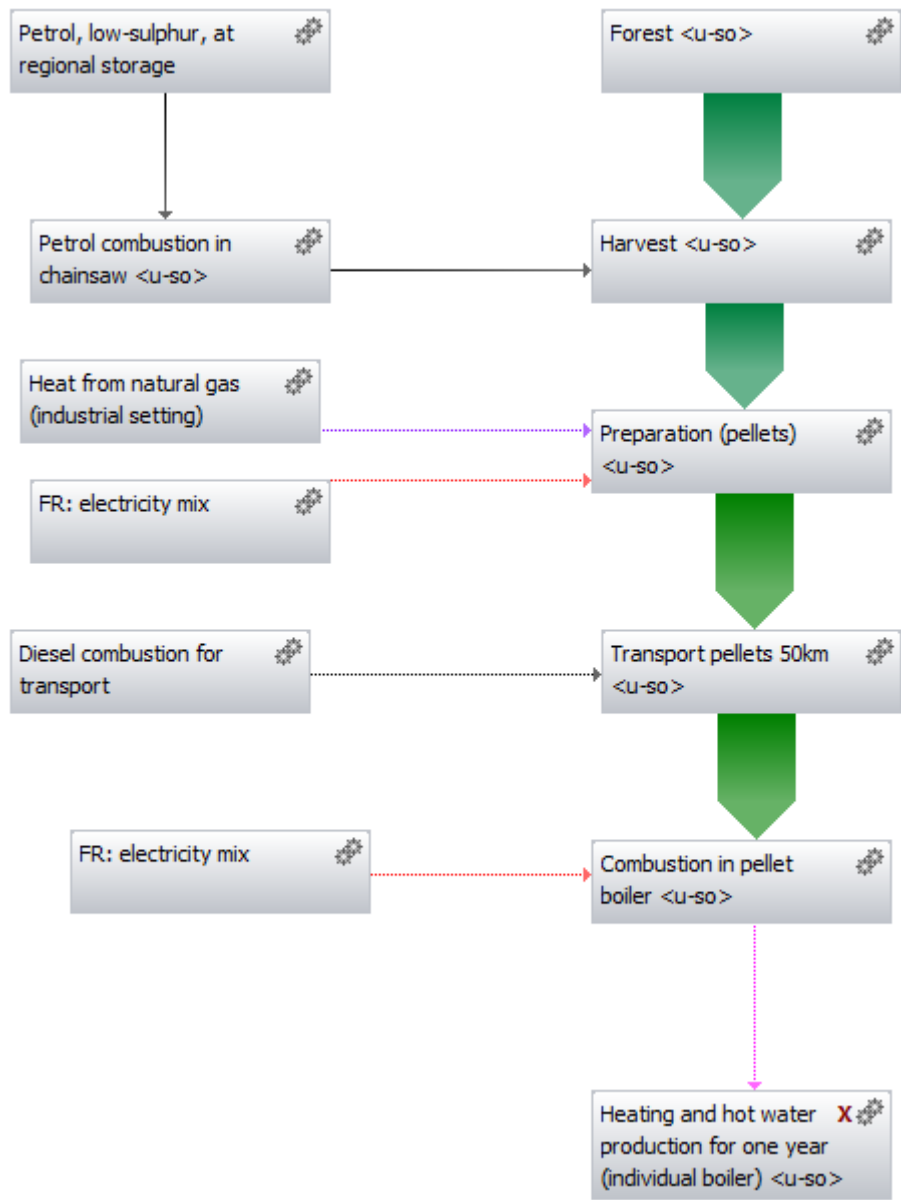 Petrol, low-sulphur, at
regional storage
Forest <u-so>
Petrol combustion in
chainsaw <u-so>
Harvest <u-so>
Heat from natural gas
(industrial setting)
Preparation (pellets)
<u-so>
FR: electricity mix
Diesel combustion for
transport
Transport pellets 50km
<u-so>
FR: electricity mix
Combustion in pellet
boiler <u-so>
Heating and hot water X
production for one year
(individual boiler) <u-so>